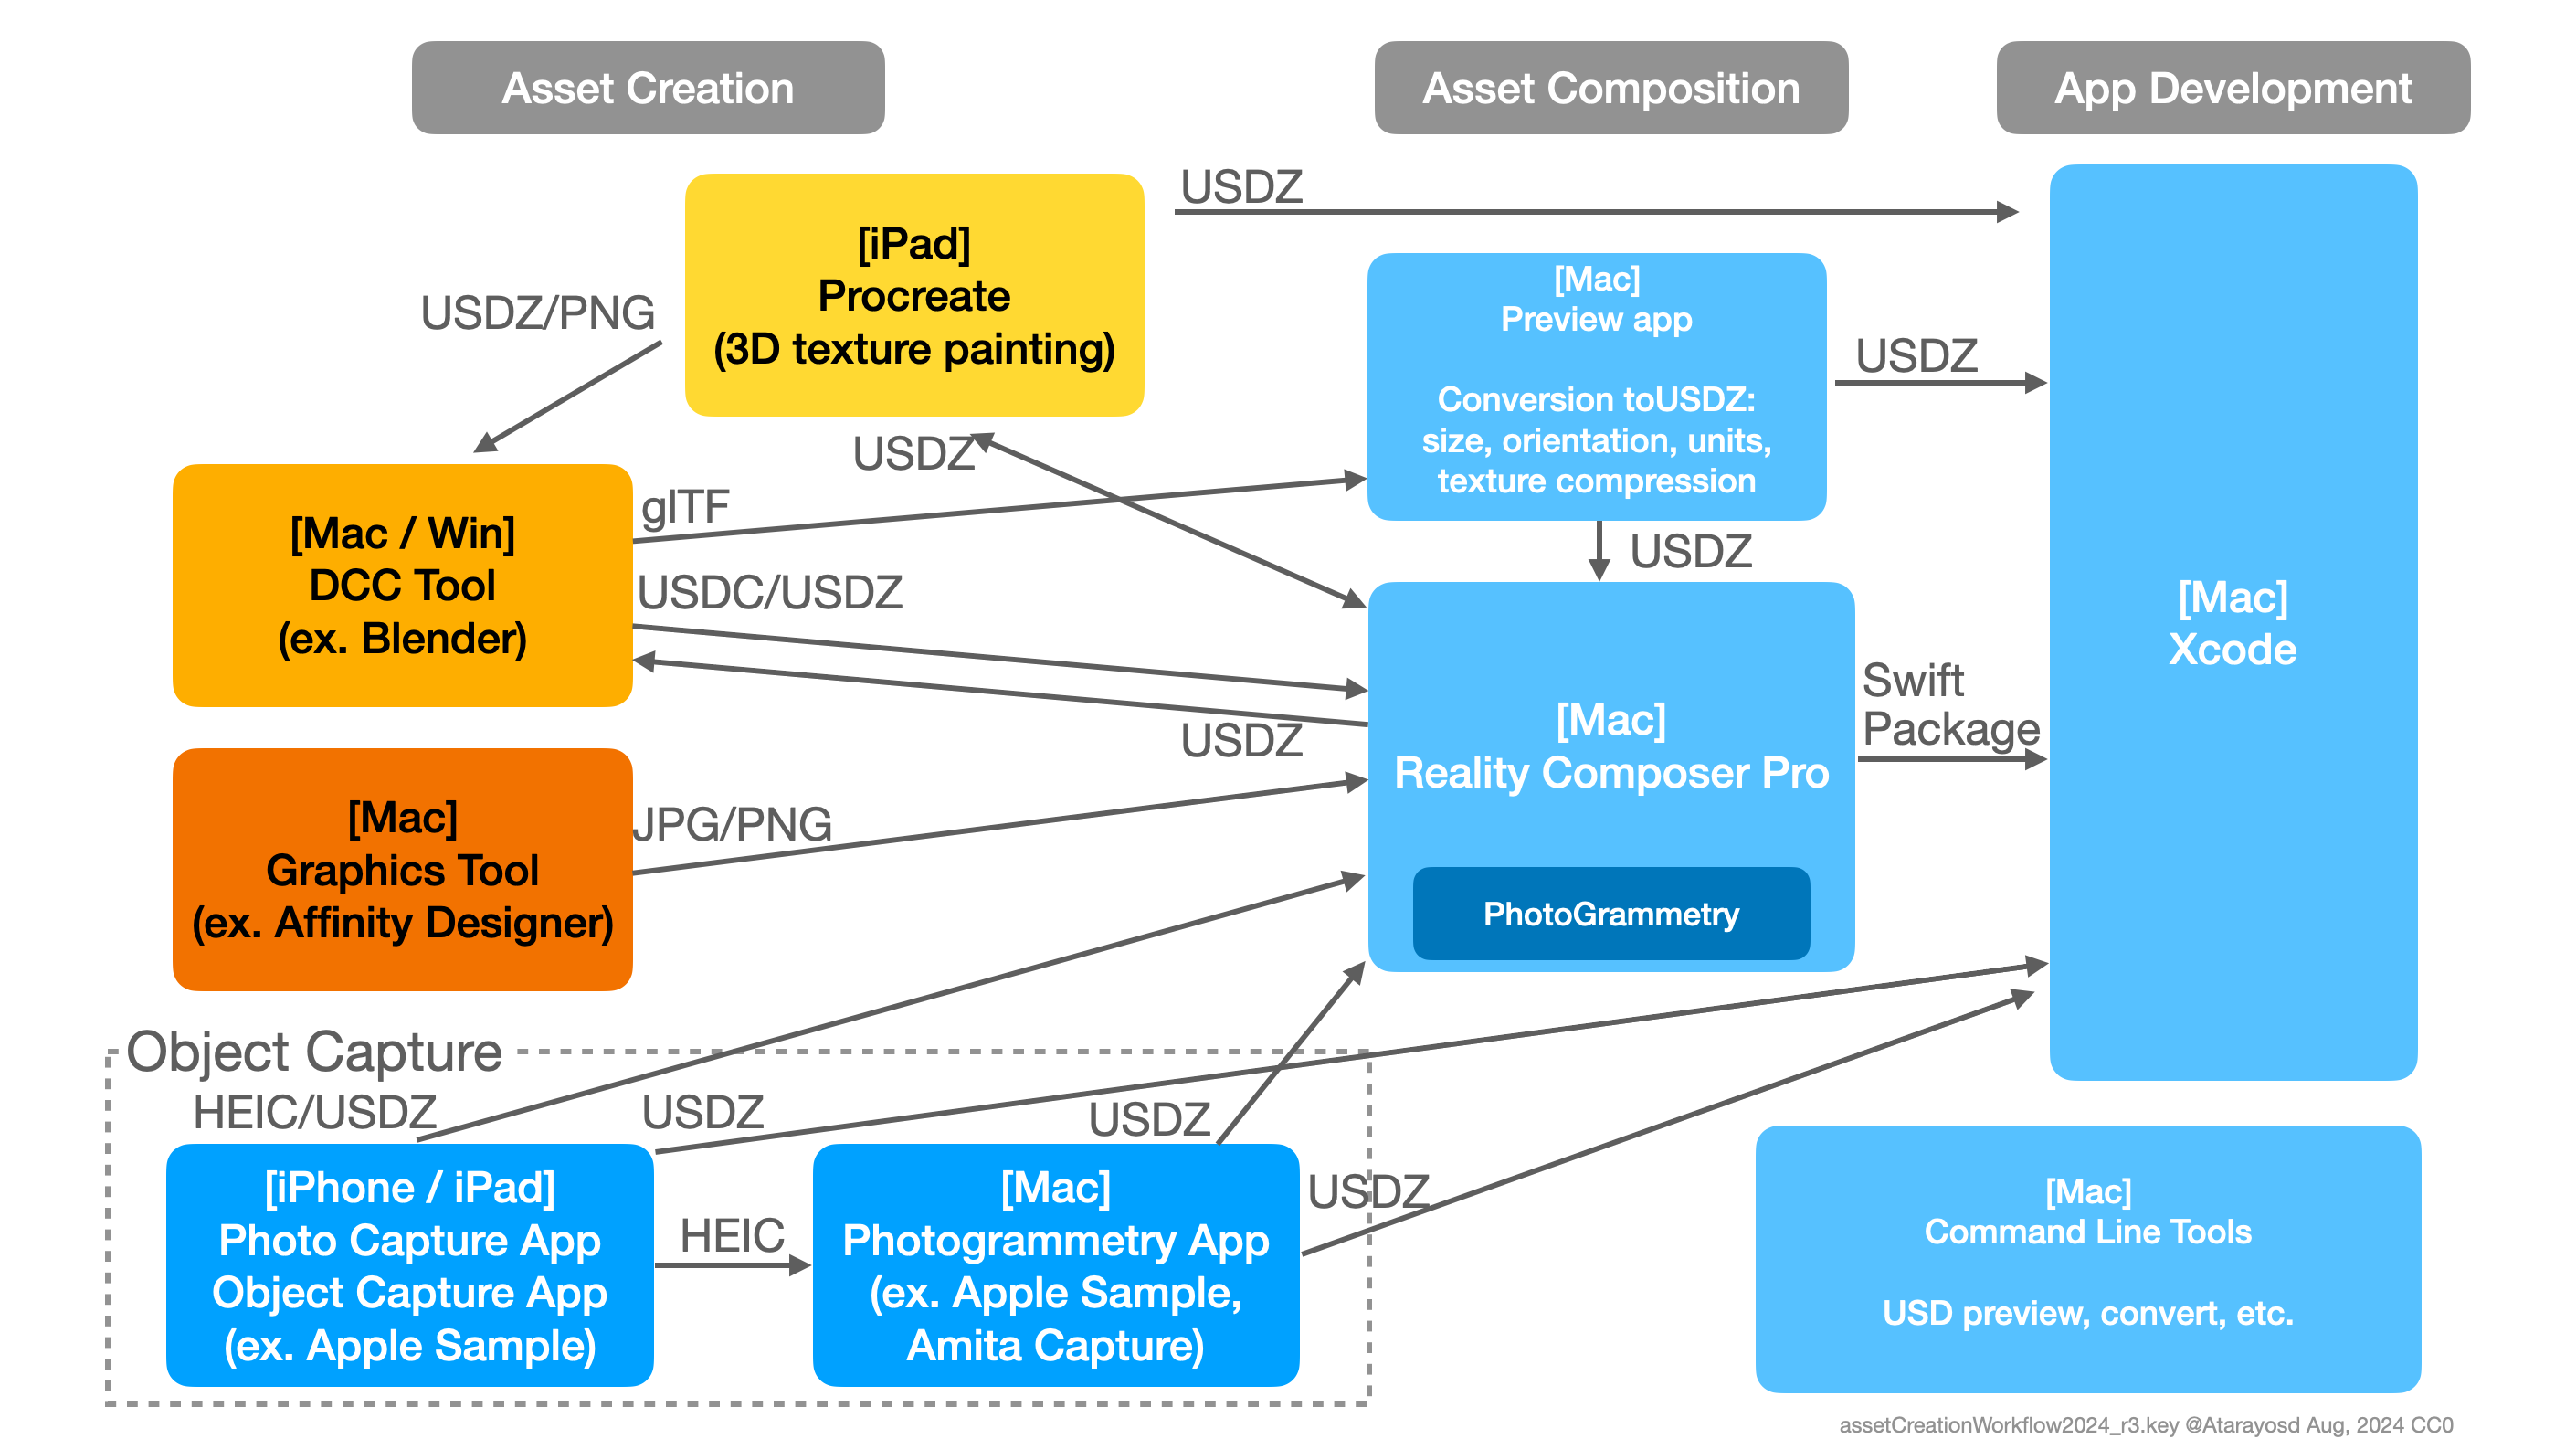 Asset Creation
Asset Composition
App Development
USDZ
[iPad]
Procreate
(3D texture painting)
USDZ/PNG
[Mac]
Preview app
Conversion toUSDZ:
size, orientation, units,
texture compression
USDZ
USDZ
[Mac / Win]
DCC Tool
(ex. Blender)
glTF
USDC/USDZ
USDZ
USDZ
[Mac]
Xcode
[Mac]
Reality Composer Pro
PhotoGrammetry
Swift
Package
[Mac]
Graphics Tool
(ex. Affinity Designer)
JPG/PNG
Object Capture
HEIC/USDZ
USDZ
USDZ
USDZ
[iPhone / iPad]
Photo Capture App
Object Capture App
(ex. Apple Sample)
HEIC
[Mac]
Photogrammetry App
(ex. Apple Sample,
Amita Capture)
[Mac]
Command Line Tools
USD preview, convert, etc.
assetCreationWorkflow2024_r3.key @Atarayosd Aug, 2024 CC0